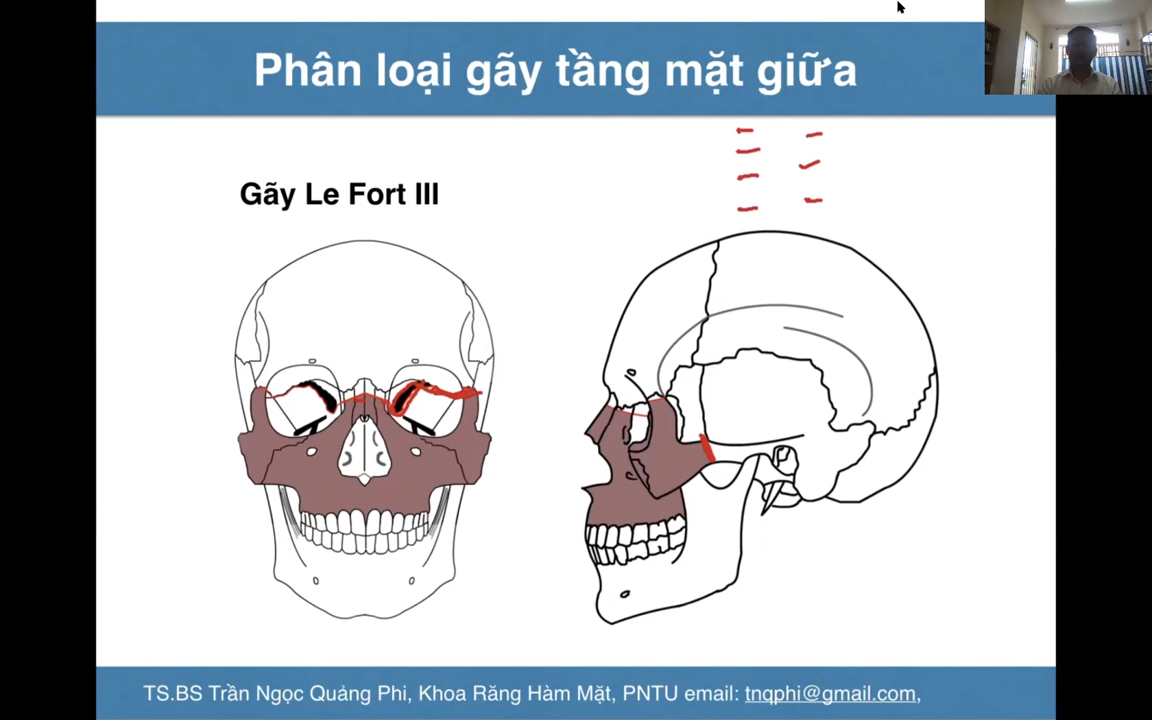 Phân loại gãy tầng mặt giữa
Gãy Le Fort III
TS.BS Trần Ngọc Quảng Phi, Khoa Răng Hàm Mặt, PNTU email: tnqphi@gmail.com,